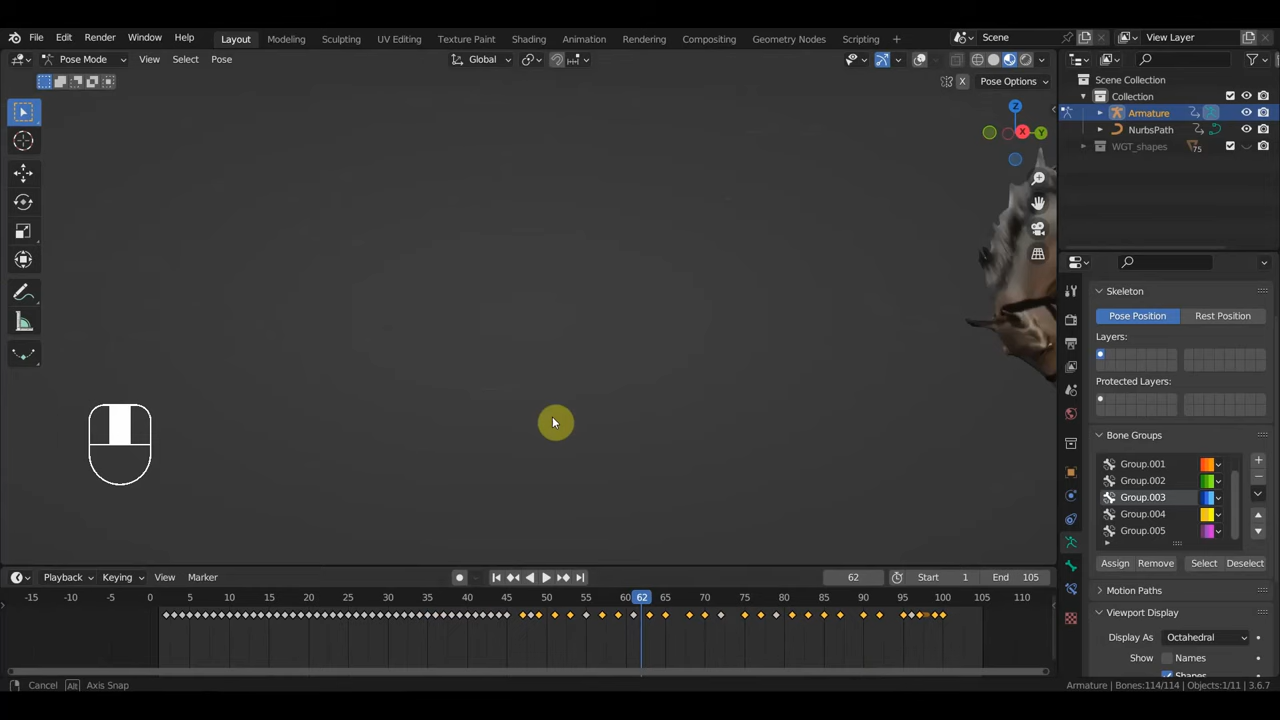 File Edit Render Window Help Layout Modeling Sculpting UV Editing Texture Paint Shading Animation Rendering Compositing Geometry Nodes Scripting + Scene View Layer
Pose Mode View Select Pose Global
X Pose Options
Z
X
Y
Scene Collection
Collection
Armature
NurbsPath
WGT_shapes 75
Skeleton
Pose Position Rest Position
Layers:
Protected Layers:
Bone Groups
Group.001
Group.002
Group.003
Group.004
Group.005
Assign Remove Select Deselect
Motion Paths
Viewport Display
Display As Octahedral
Show Names
Shapes
Playback Keying View Marker 62 Start 1 End 105
-15 -10 -5 0 5 10 15 20 25 30 35 40 45 50 55 60 62 65 70 75 80 85 90 95 100 105 110
Cancel Alt Axis Snap Armature | Bones:114/114 | Objects:1/11 | 3.6.7